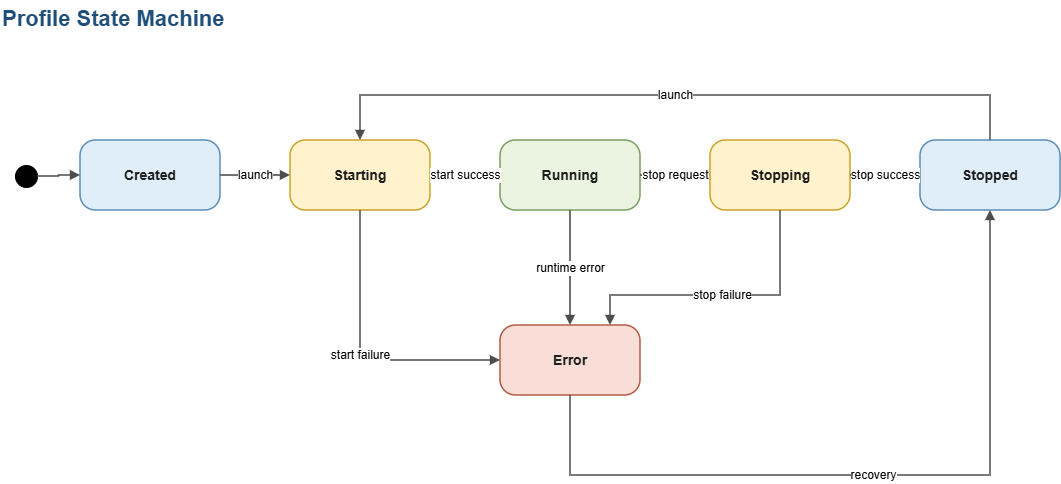 Profile State Machine
launch
Created
launch
Starting
start success
Running
stop request
Stopping
stop success
Stopped
runtime error
stop failure
start failure
Error
recovery